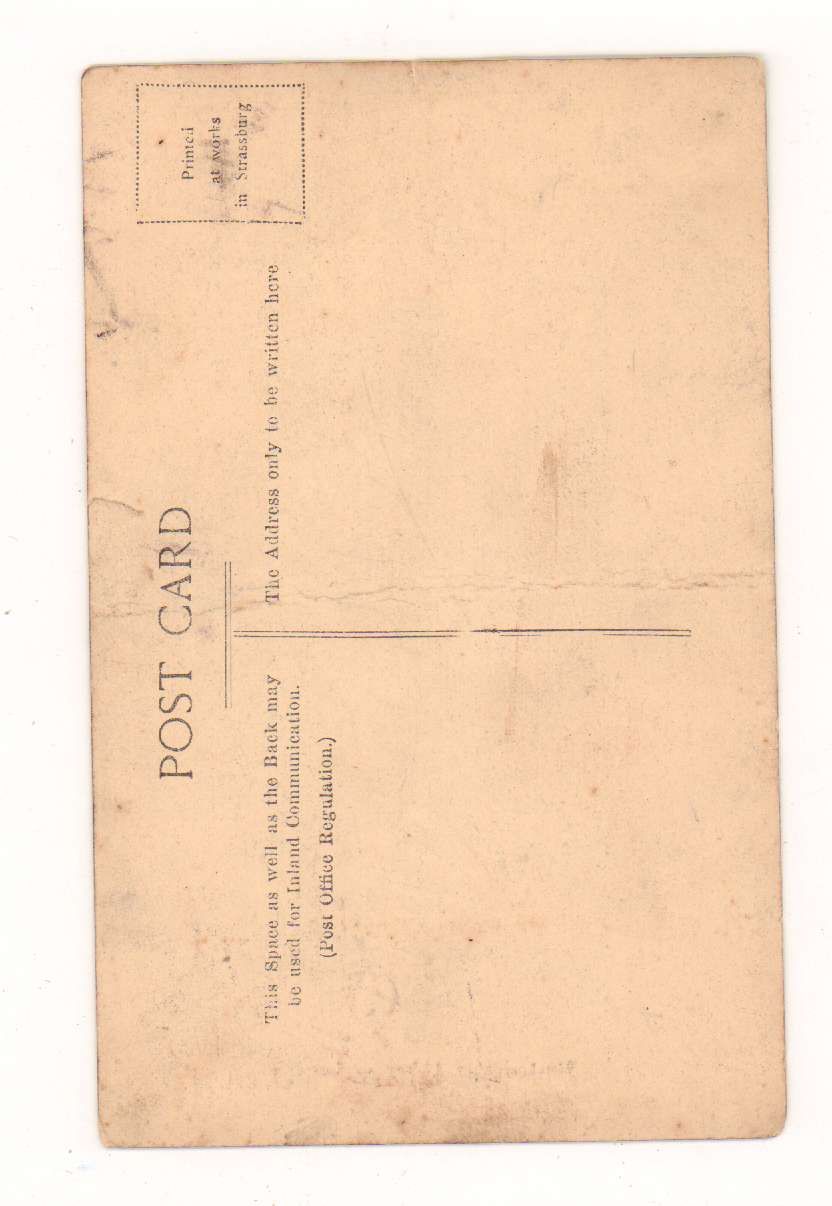 POST CARD
Printed
at works
in Strassburg
This Space as well as the Back may
be used for Inland Communication.
(Post Office Regulation.)
The Address only to be written here